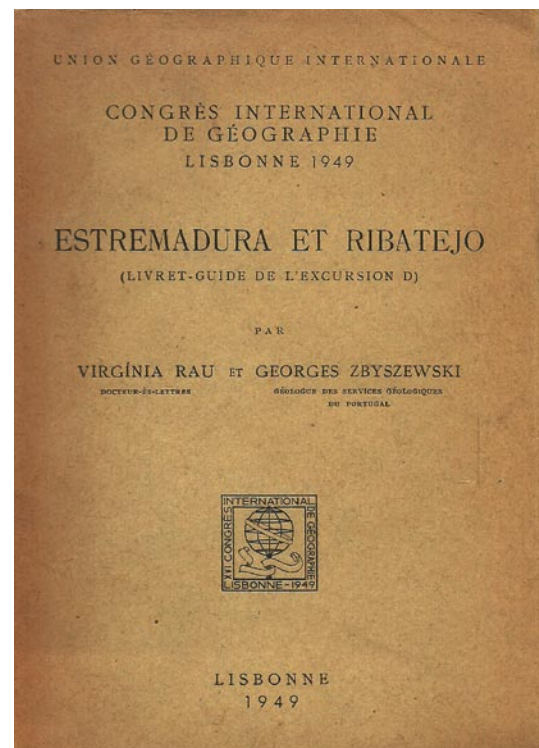 UNION GÉOGRAPHIQUE INTERNATIONALE
CONGRÈS INTERNATIONAL
DE GÉOGRAPHIE
LISBONNE 1949
ESTREMADURA ET RIBATEJO
(LIVRET-GUIDE DE L'EXCURSION D)
PAR
VIRGÍNIA RAU ET GEORGES ZBYSZEWSKI
DOCTEUR-ÈS-LETTRES GÉOLOGUE DES SERVICES GÉOLOGIQUES
DU PORTUGAL
XVI CONGRÈS INTERNATIONAL DE GÉOGRAPHIE
LISBONNE-1949
LISBONNE
1949